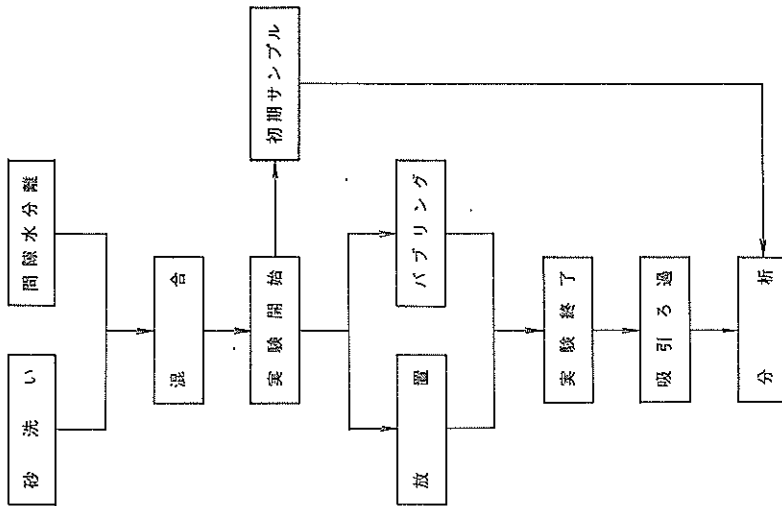 砂洗い
間隙水分離
混合
実験開始
初期サンプル
放置
バブリング
実験終了
吸引ろ過
分析